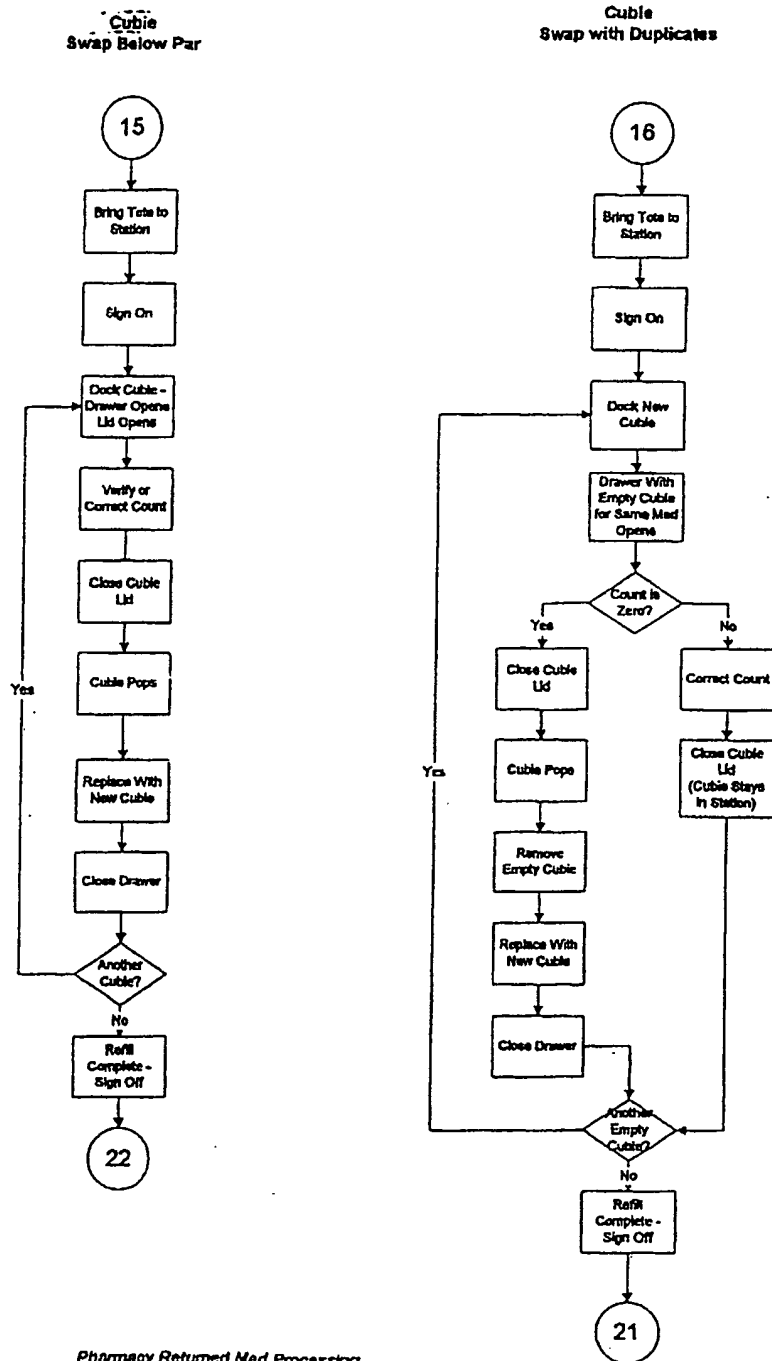 Cubie
Swap Below Par
15
Bring Tote to
Station
Sign On
Dock Cubie -
Drawer Opens
Lid Opens
Verify or
Correct Count
Close Cubie
Lid
Cubie Pops
Replace With
New Cubie
Close Drawer
Another
Cubie?
Yes
No
Refill
Complete -
Sign Off
22
Cubie
Swap with Duplicates
16
Bring Tote to
Station
Sign On
Dock New
Cubie
Drawer With
Empty Cubie
for Same Med
Opens
Count is
Zero?
Yes
No
Close Cubie
Lid
Correct Count
Cubie Pops
Close Cubie
Lid
(Cubie Stays
In Station)
Remove
Empty Cubie
Replace With
New Cubie
Close Drawer
Another
Empty
Cubie?
Yes
No
Refill
Complete -
Sign Off
21
Pharmacy Returned Med Processing